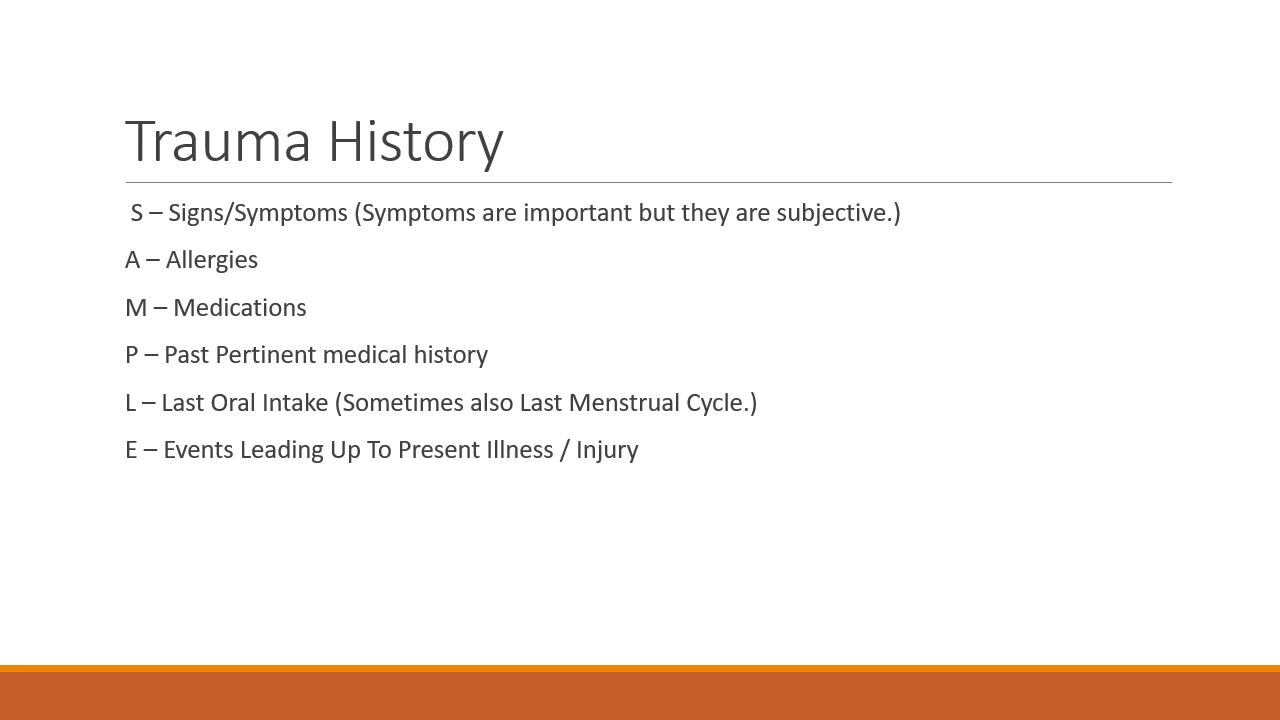 Trauma History
S – Signs/Symptoms (Symptoms are important but they are subjective.)
A – Allergies
M – Medications
P – Past Pertinent medical history
L – Last Oral Intake (Sometimes also Last Menstrual Cycle.)
E – Events Leading Up To Present Illness / Injury